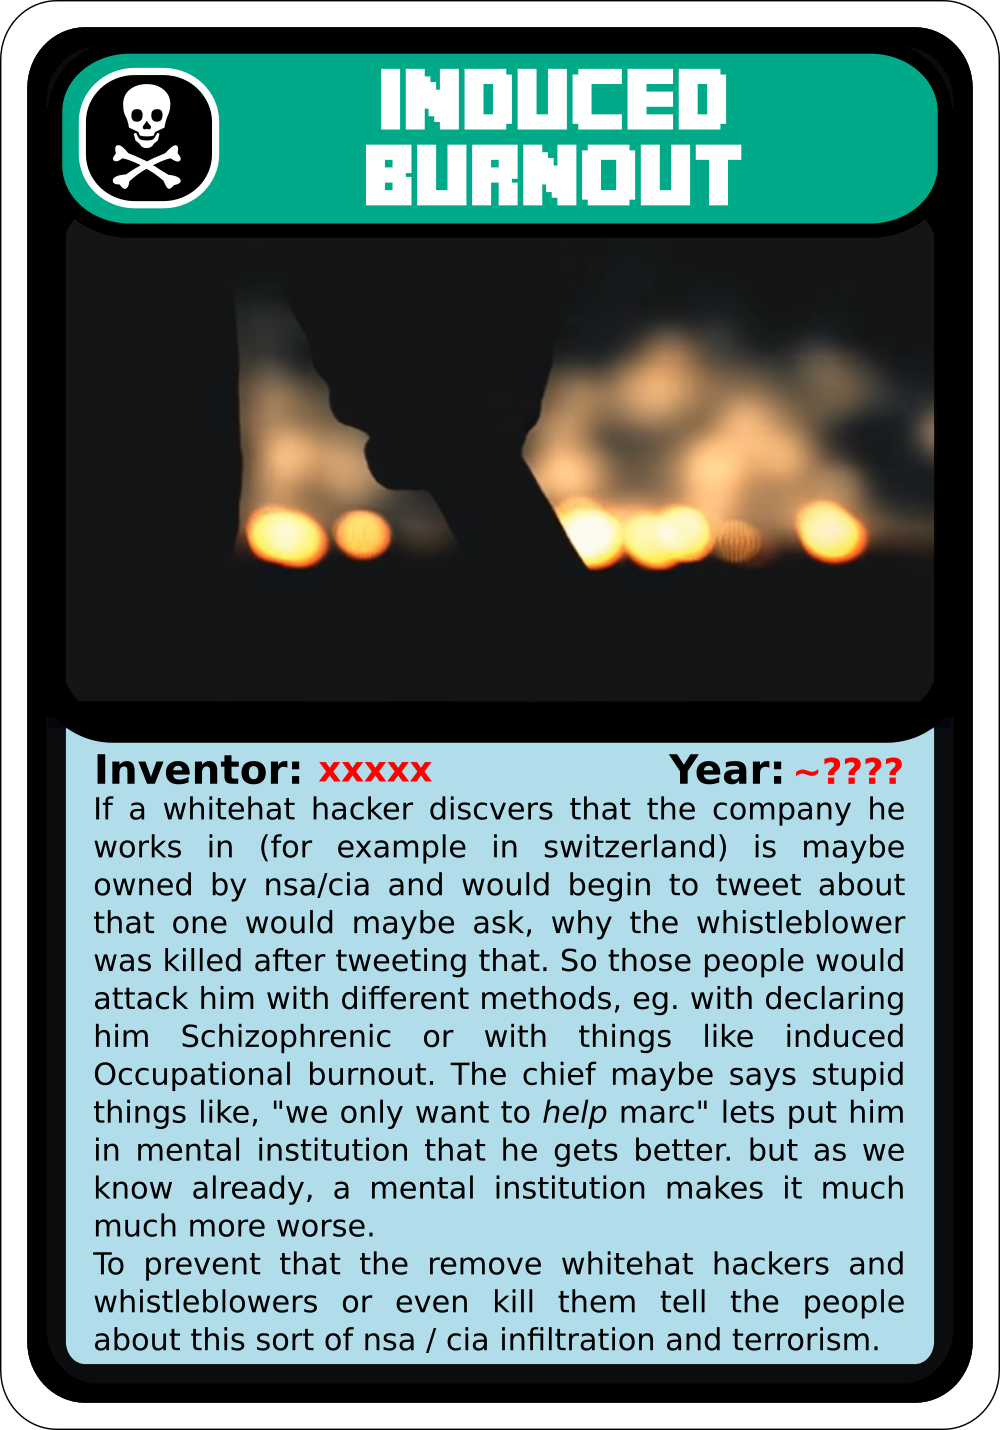 INDUCED
BURNOUT
Inventor: xxxxx Year: ~????
If a whitehat hacker discvers that the company he
works in (for example in switzerland) is maybe
owned by nsa/cia and would begin to tweet about
that one would maybe ask, why the whistleblower
was killed after tweeting that. So those people would
attack him with different methods, eg. with declaring
him Schizophrenic or with things like induced
Occupational burnout. The chief maybe says stupid
things like, "we only want to help marc" lets put him
in mental institution that he gets better. but as we
know already, a mental institution makes it much
much more worse.
To prevent that the remove whitehat hackers and
whistleblowers or even kill them tell the people
about this sort of nsa / cia infiltration and terrorism.